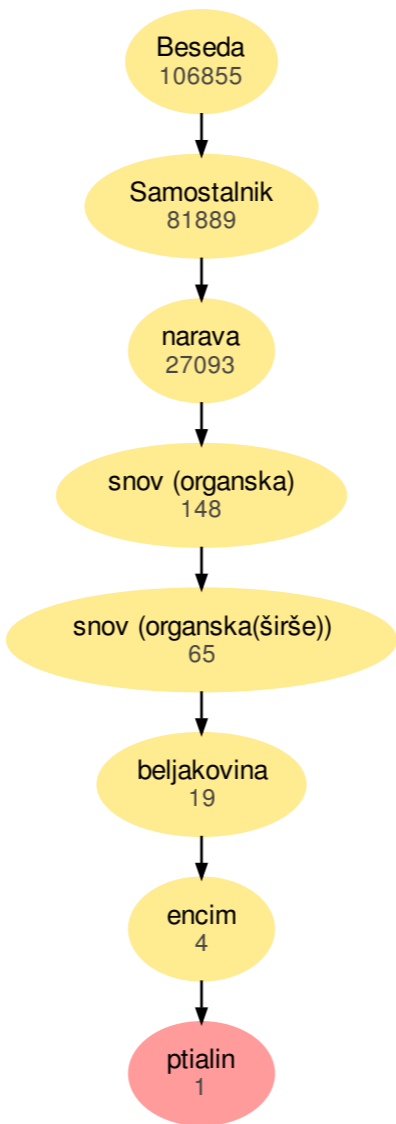 Beseda
106855
Samostalnik
81889
narava
27093
snov (organska)
148
snov (organska(širše))
65
beljakovina
19
encim
4
ptialin
1